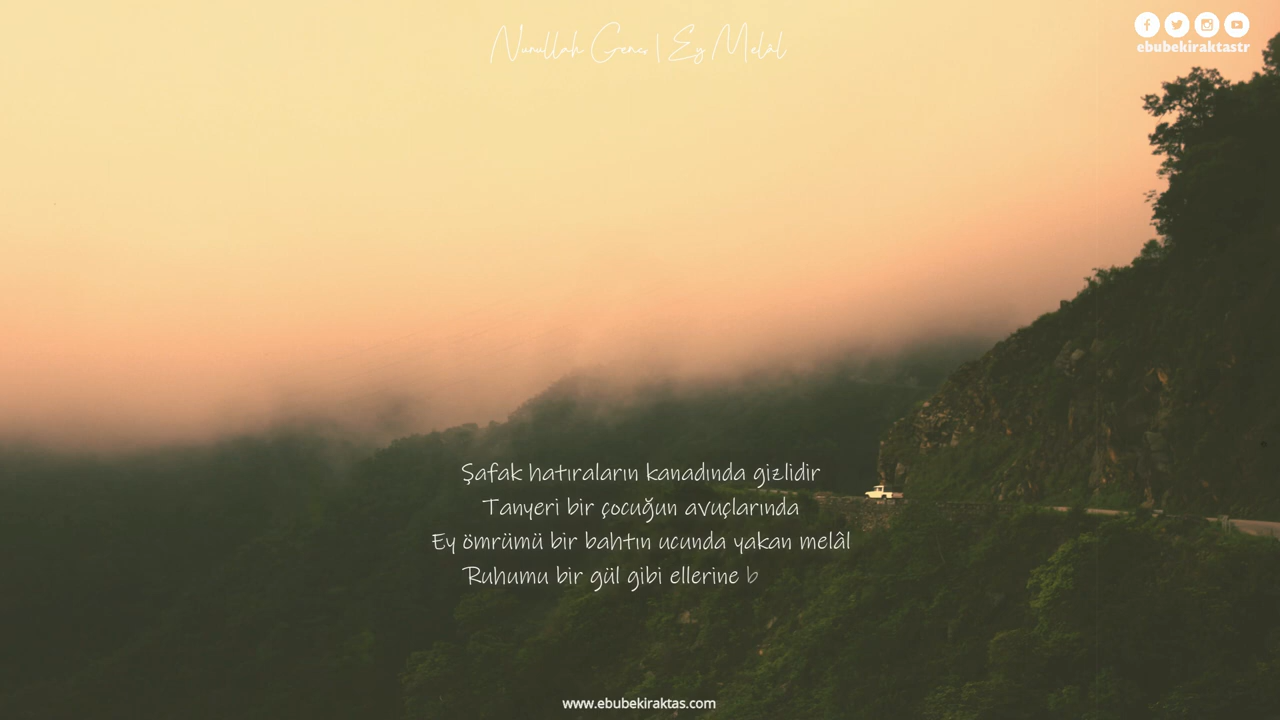 Nurullah Genç | Ey Melâl
ebubekiraktastr
Şafak hatıraların kanadında gizlidir
Tanyeri bir çocuğun avuçlarında
Ey ömrümü bir bahtın ucunda yakan melâl
Ruhumu bir gül gibi ellerine b
www.ebubekiraktas.com